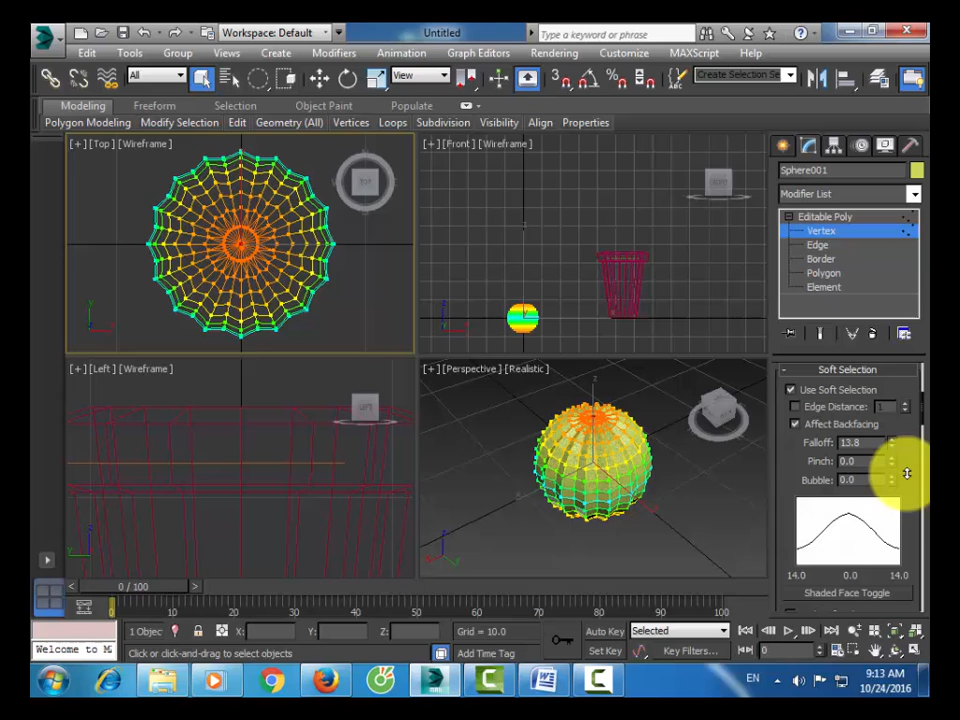 Workspace: Default
Untitled
Type a keyword or phrase
Edit Tools Group Views Create Modifiers Animation Graph Editors Rendering Customize MAXScript Help
All
View
Create Selection Se
Modeling Freeform Selection Object Paint Populate
Polygon Modeling Modify Selection Edit Geometry (All) Vertices Loops Subdivision Visibility Align Properties
[+] [Top] [Wireframe]
TOP
[+] [Front] [Wireframe]
Sphere001
Modifier List
Editable Poly
Vertex
Edge
Border
Polygon
Element
[+] [Wireframe]
LEFT
[+] [Perspective] [Realistic]
- Soft Selection
Use Soft Selection
Edge Distance: 1
Affect Backfacing
Falloff: 13.8
Pinch: 0.0
Bubble: 0.0
14.0 0.0 14.0
Shaded Face Toggle
< 0 / 100 >
0 10 20 30 40 50 60 70 80 90 100
1 Objec X: Y: Z: Grid = 10.0 Auto Key Selected
Welcome to M Click or click-and-drag to select objects Add Time Tag Set Key Key Filters... 0
EN
9:13 AM
10/24/2016